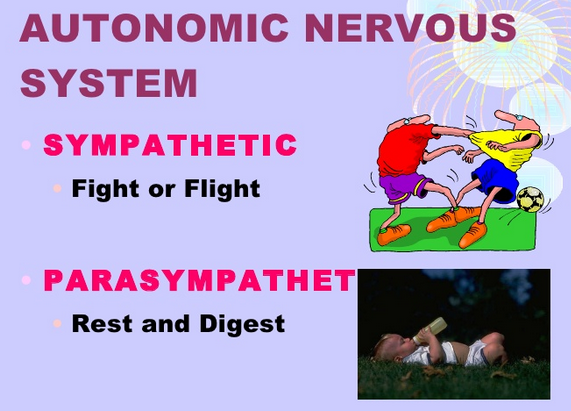 AUTONOMIC NERVOUS
SYSTEM
• SYMPATHETIC
• Fight or Flight
• PARASYMPATHET
• Rest and Digest